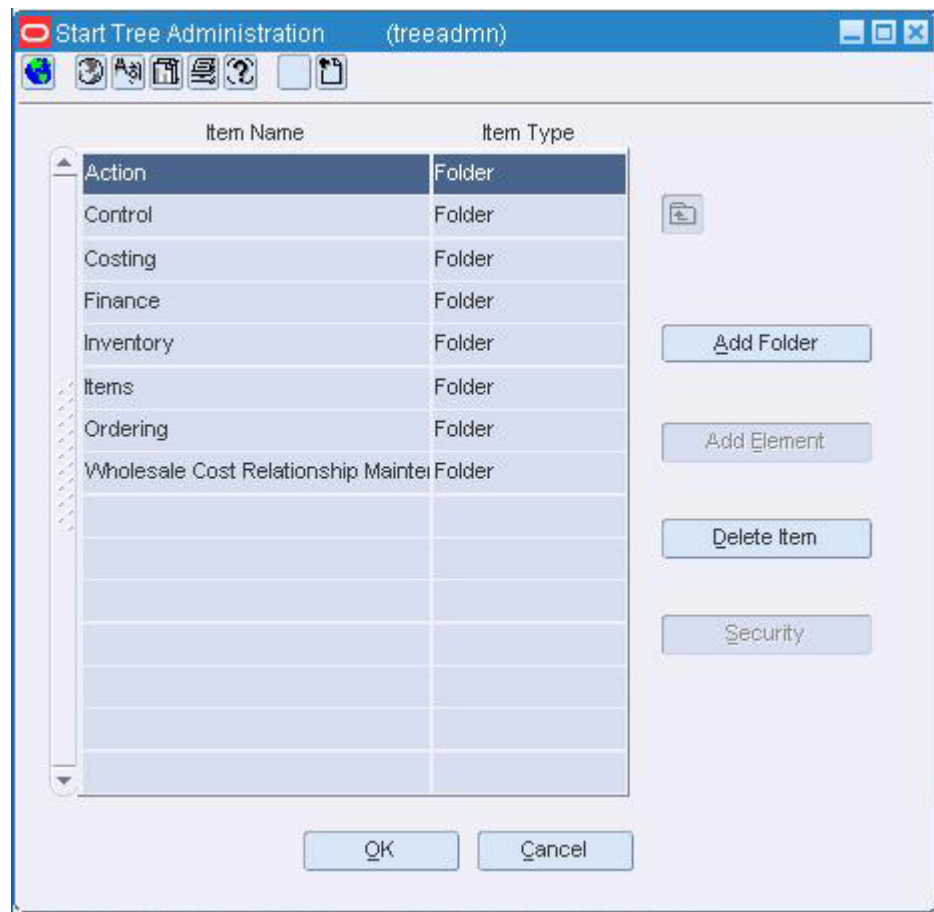 Start Tree Administration (treeadmn)
Item Name Item Type
Action Folder
Control Folder
Costing Folder
Finance Folder
Inventory Folder
Items Folder
Ordering Folder
Wholesale Cost Relationship Mainter Folder
Add Folder
Add Element
Delete Item
Security
OK Cancel